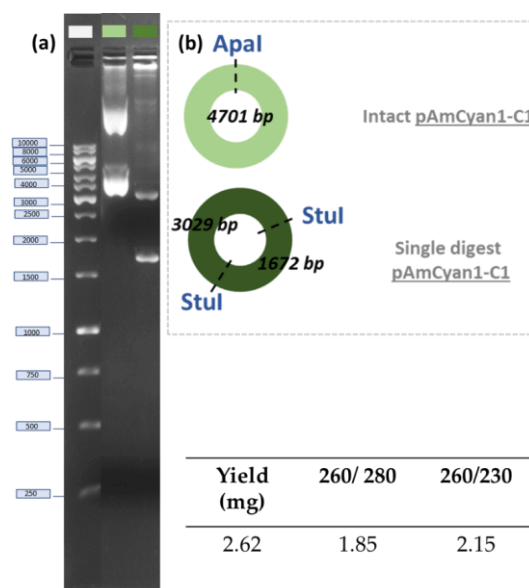 (a)
10000
8000
6000
5000
4000
3000
2500
2000
1500
1000
750
500
250
(b)
ApaI
4701 bp
Intact pAmCyan1-C1
3029 bp
StuI
1672 bp
StuI
Single digest
pAmCyan1-C1
Yield 260/ 280 260/230
(mg)
2.62 1.85 2.15